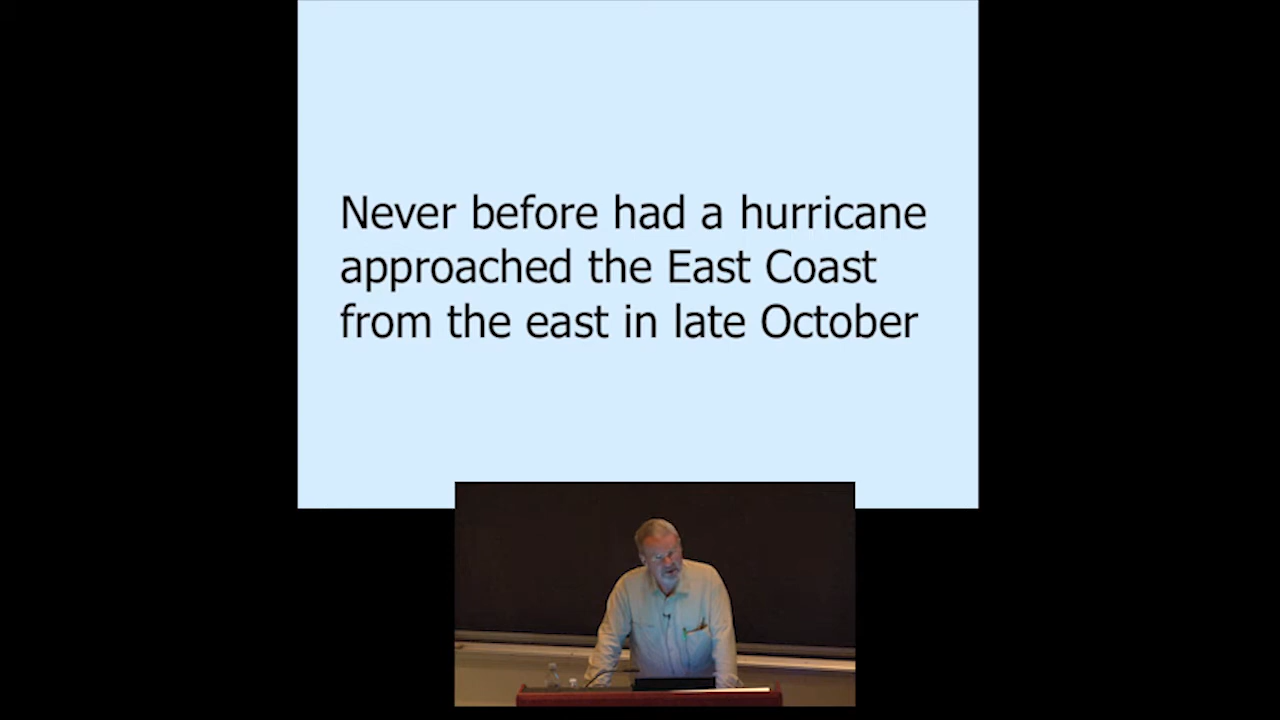 Never before had a hurricane
approached the East Coast
from the east in late October